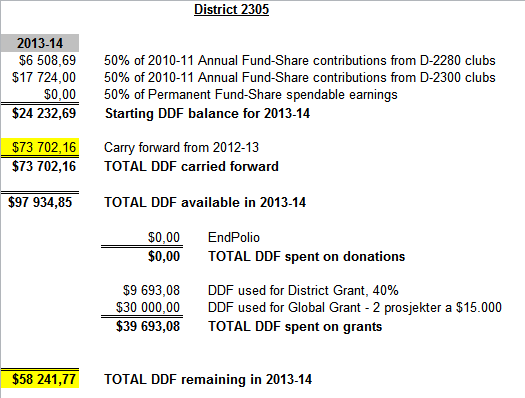 District 2305
2013-14
$6 508,69 50% of 2010-11 Annual Fund-Share contributions from D-2280 clubs
$17 724,00 50% of 2010-11 Annual Fund-Share contributions from D-2300 clubs
$0,00 50% of Permanent Fund-Share spendable earnings
$24 232,69 Starting DDF balance for 2013-14
$73 702,16 Carry forward from 2012-13
$73 702,16 TOTAL DDF carried forward
$97 934,85 TOTAL DDF available in 2013-14
$0,00 EndPolio
$0,00 TOTAL DDF spent on donations
$9 693,08 DDF used for District Grant, 40%
$30 000,00 DDF used for Global Grant - 2 prosjekter a $15.000
$39 693,08 TOTAL DDF spent on grants
$58 241,77 TOTAL DDF remaining in 2013-14